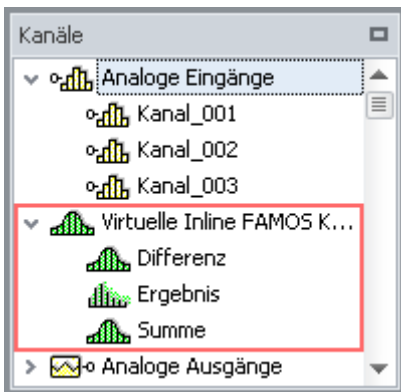 Kanäle
Analoge Eingänge
Kanal_001
Kanal_002
Kanal_003
Virtuelle Inline FAMOS K...
Differenz
Ergebnis
Summe
Analoge Ausgänge